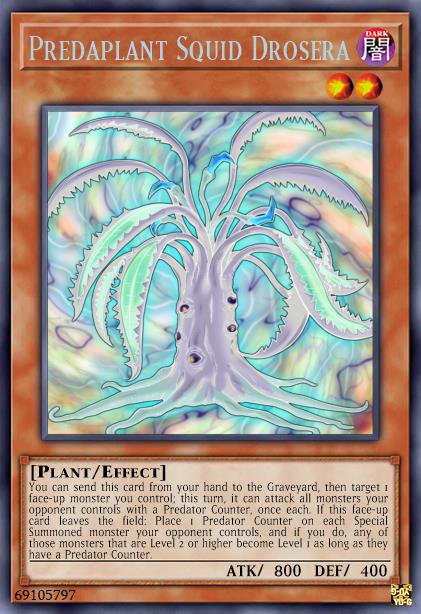 PREDAPLANT SQUID DROSERA
DARK
闇
[PLANT/EFFECT]
You can send this card from your hand to the Graveyard, then target 1
face-up monster you control; this turn, it can attack all monsters your
opponent controls with a Predator Counter, once each. If this face-up
card leaves the field: Place 1 Predator Counter on each Special
Summoned monster your opponent controls, and if you do, any of
those monsters that are Level 2 or higher become Level 1 as long as they
have a Predator Counter.
ATK/ 800 DEF/ 400
69105797